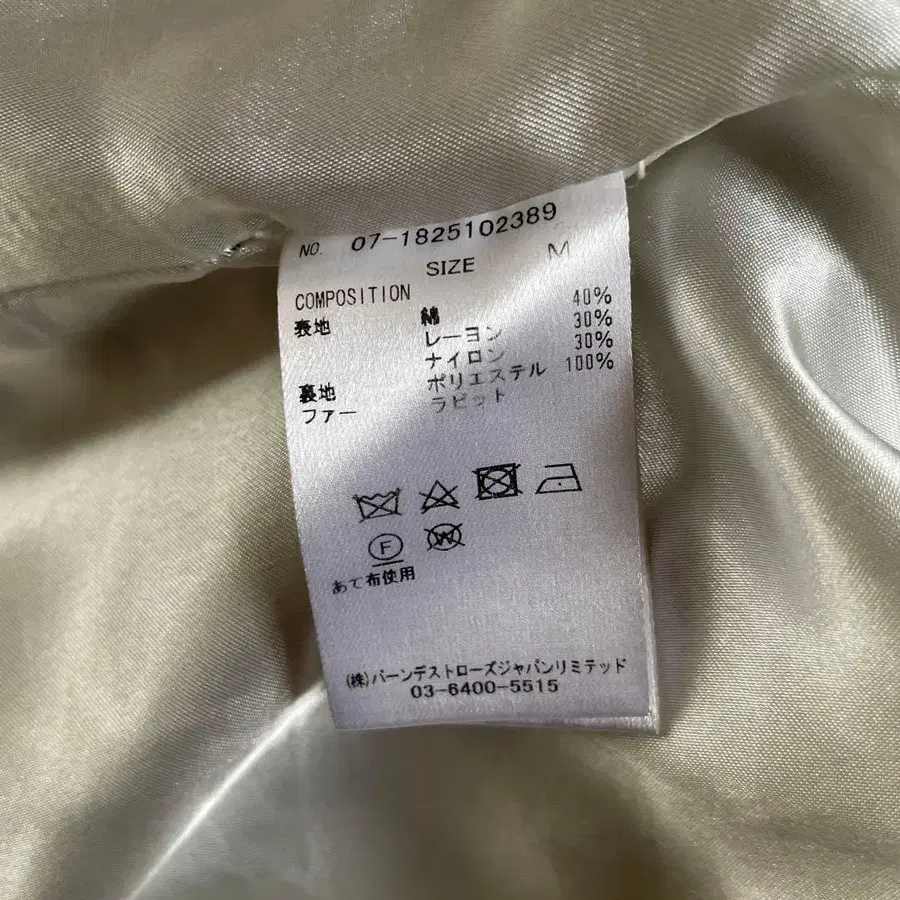 NO. 07-1825102389
SIZE M
COMPOSITION
表地 綿 40%
レーヨン 30%
ナイロン 30%
裏地 ポリエステル 100%
ファー ラビット
F W
あて布使用
(株)バーンデストローズジャパンリミテッド
03-6400-5515